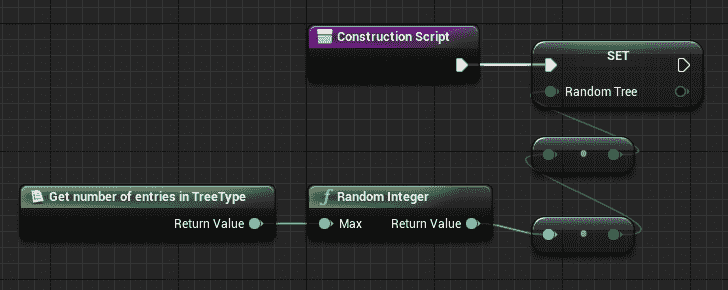 Construction Script
SET
Random Tree
Get number of entries in TreeType
Return Value
Random Integer
Max Return Value